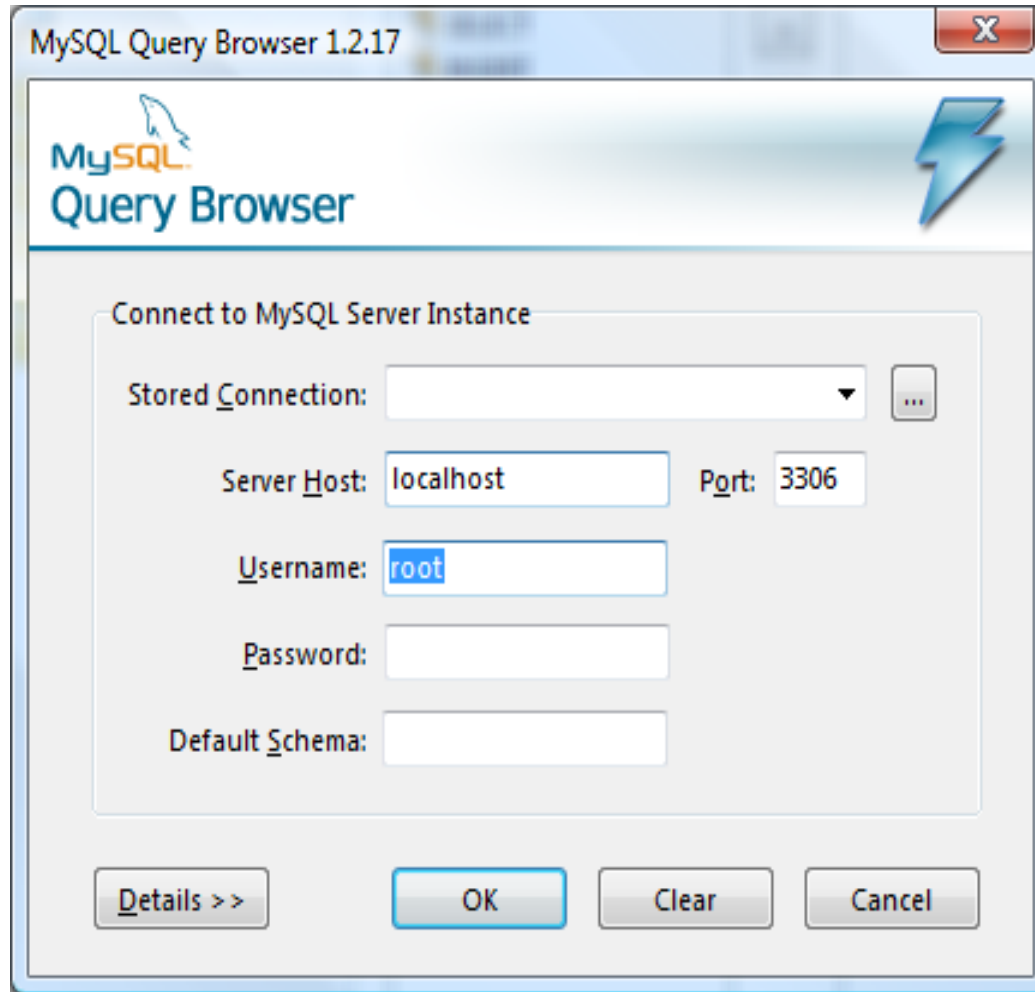 MySQL Query Browser 1.2.17
MySQL
Query Browser
Connect to MySQL Server Instance
Stored Connection:
...
Server Host: localhost Port: 3306
Username: root
Password:
Default Schema:
Details >> OK Clear Cancel